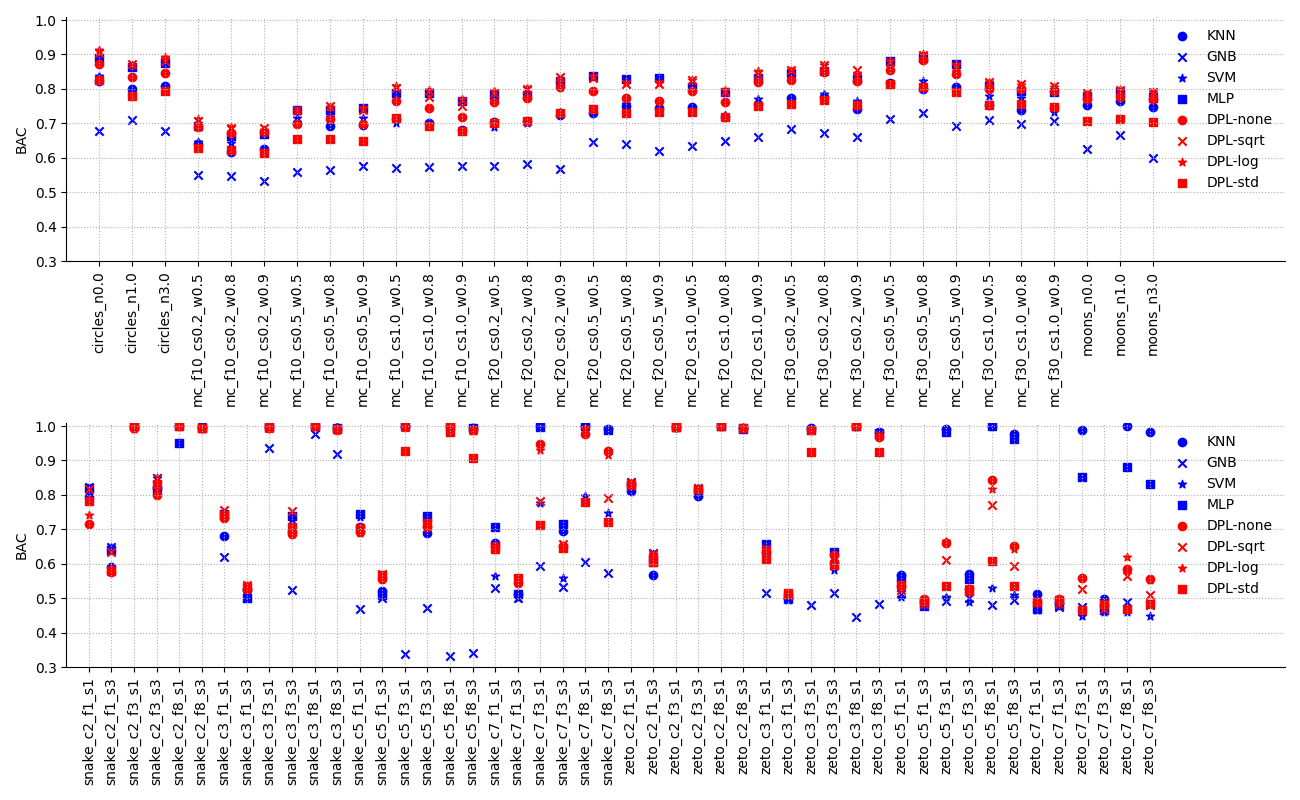 1.0
0.9
0.8
0.7
0.6
0.5
0.4
0.3
BAC
KNN
GNB
SVM
MLP
DPL-none
DPL-sqrt
DPL-log
DPL-std
circles_n0.0
circles_n1.0
circles_n3.0
mc_f10_cs0.2_w0.5
mc_f10_cs0.2_w0.8
mc_f10_cs0.2_w0.9
mc_f10_cs0.5_w0.5
mc_f10_cs0.5_w0.8
mc_f10_cs0.5_w0.9
mc_f10_cs1.0_w0.5
mc_f10_cs1.0_w0.8
mc_f10_cs1.0_w0.9
mc_f20_cs0.2_w0.5
mc_f20_cs0.2_w0.8
mc_f20_cs0.2_w0.9
mc_f20_cs0.5_w0.5
mc_f20_cs0.5_w0.8
mc_f20_cs0.5_w0.9
mc_f20_cs1.0_w0.5
mc_f20_cs1.0_w0.8
mc_f20_cs1.0_w0.9
mc_f30_cs0.2_w0.5
mc_f30_cs0.2_w0.8
mc_f30_cs0.2_w0.9
mc_f30_cs0.5_w0.5
mc_f30_cs0.5_w0.8
mc_f30_cs0.5_w0.9
mc_f30_cs1.0_w0.5
mc_f30_cs1.0_w0.8
mc_f30_cs1.0_w0.9
moons_n0.0
moons_n1.0
moons_n3.0
1.0
0.9
0.8
0.7
0.6
0.5
0.4
0.3
BAC
KNN
GNB
SVM
MLP
DPL-none
DPL-sqrt
DPL-log
DPL-std
snake_c2_f1_s1
snake_c2_f1_s3
snake_c2_f3_s1
snake_c2_f3_s3
snake_c2_f8_s1
snake_c2_f8_s3
snake_c3_f1_s1
snake_c3_f1_s3
snake_c3_f3_s1
snake_c3_f3_s3
snake_c3_f8_s1
snake_c3_f8_s3
snake_c5_f1_s1
snake_c5_f1_s3
snake_c5_f3_s1
snake_c5_f3_s3
snake_c5_f8_s1
snake_c5_f8_s3
snake_c7_f1_s1
snake_c7_f1_s3
snake_c7_f3_s1
snake_c7_f3_s3
snake_c7_f8_s1
snake_c7_f8_s3
zeto_c2_f1_s1
zeto_c2_f1_s3
zeto_c2_f3_s1
zeto_c2_f3_s3
zeto_c2_f8_s1
zeto_c2_f8_s3
zeto_c3_f1_s1
zeto_c3_f1_s3
zeto_c3_f3_s1
zeto_c3_f3_s3
zeto_c3_f8_s1
zeto_c3_f8_s3
zeto_c5_f1_s1
zeto_c5_f1_s3
zeto_c5_f3_s1
zeto_c5_f3_s3
zeto_c5_f8_s1
zeto_c5_f8_s3
zeto_c7_f1_s1
zeto_c7_f1_s3
zeto_c7_f3_s1
zeto_c7_f3_s3
zeto_c7_f8_s1
zeto_c7_f8_s3